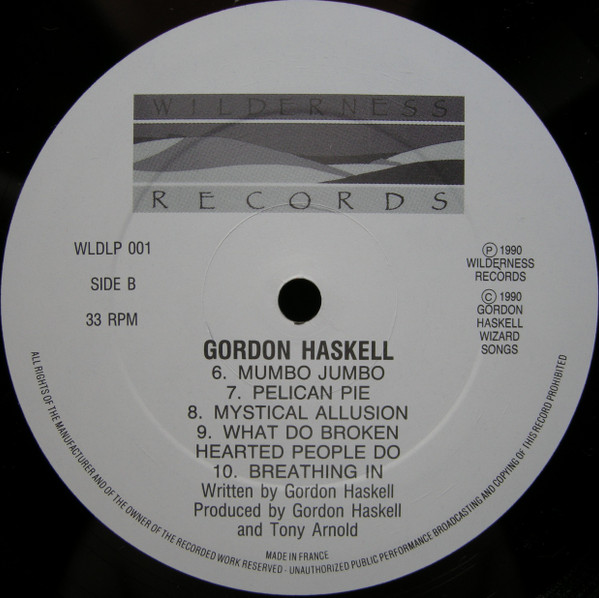 WILDERNESS
RECORDS
WLDLP 001
SIDE B
33 RPM
Ⓟ 1990
WILDERNESS
RECORDS
Ⓒ 1990
GORDON
HASKELL
WIZARD
SONGS
GORDON HASKELL
6. MUMBO JUMBO
7. PELICAN PIE
8. MYSTICAL ALLUSION
9. WHAT DO BROKEN
HEARTED PEOPLE DO
10. BREATHING IN
Written by Gordon Haskell
Produced by Gordon Haskell
and Tony Arnold
MADE IN FRANCE
ALL RIGHTS OF THE MANUFACTURER AND OF THE OWNER OF THE RECORDED WORK RESERVED - UNAUTHORIZED PUBLIC PERFORMANCE BROADCASTING AND COPYING OF THIS RECORD PROHIBITED